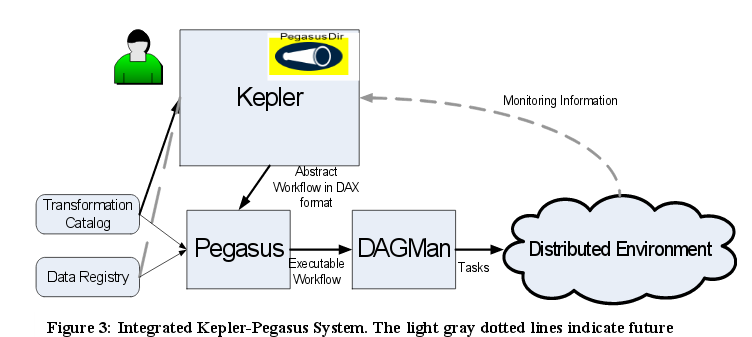 PegasusDir
Kepler
Monitoring Information
Abstract
Workflow in DAX
format
Transformation
Catalog
Data Registry
Pegasus
Executable
Workflow
DAGMan
Tasks
Distributed Environment
Figure 3: Integrated Kepler-Pegasus System. The light gray dotted lines indicate future